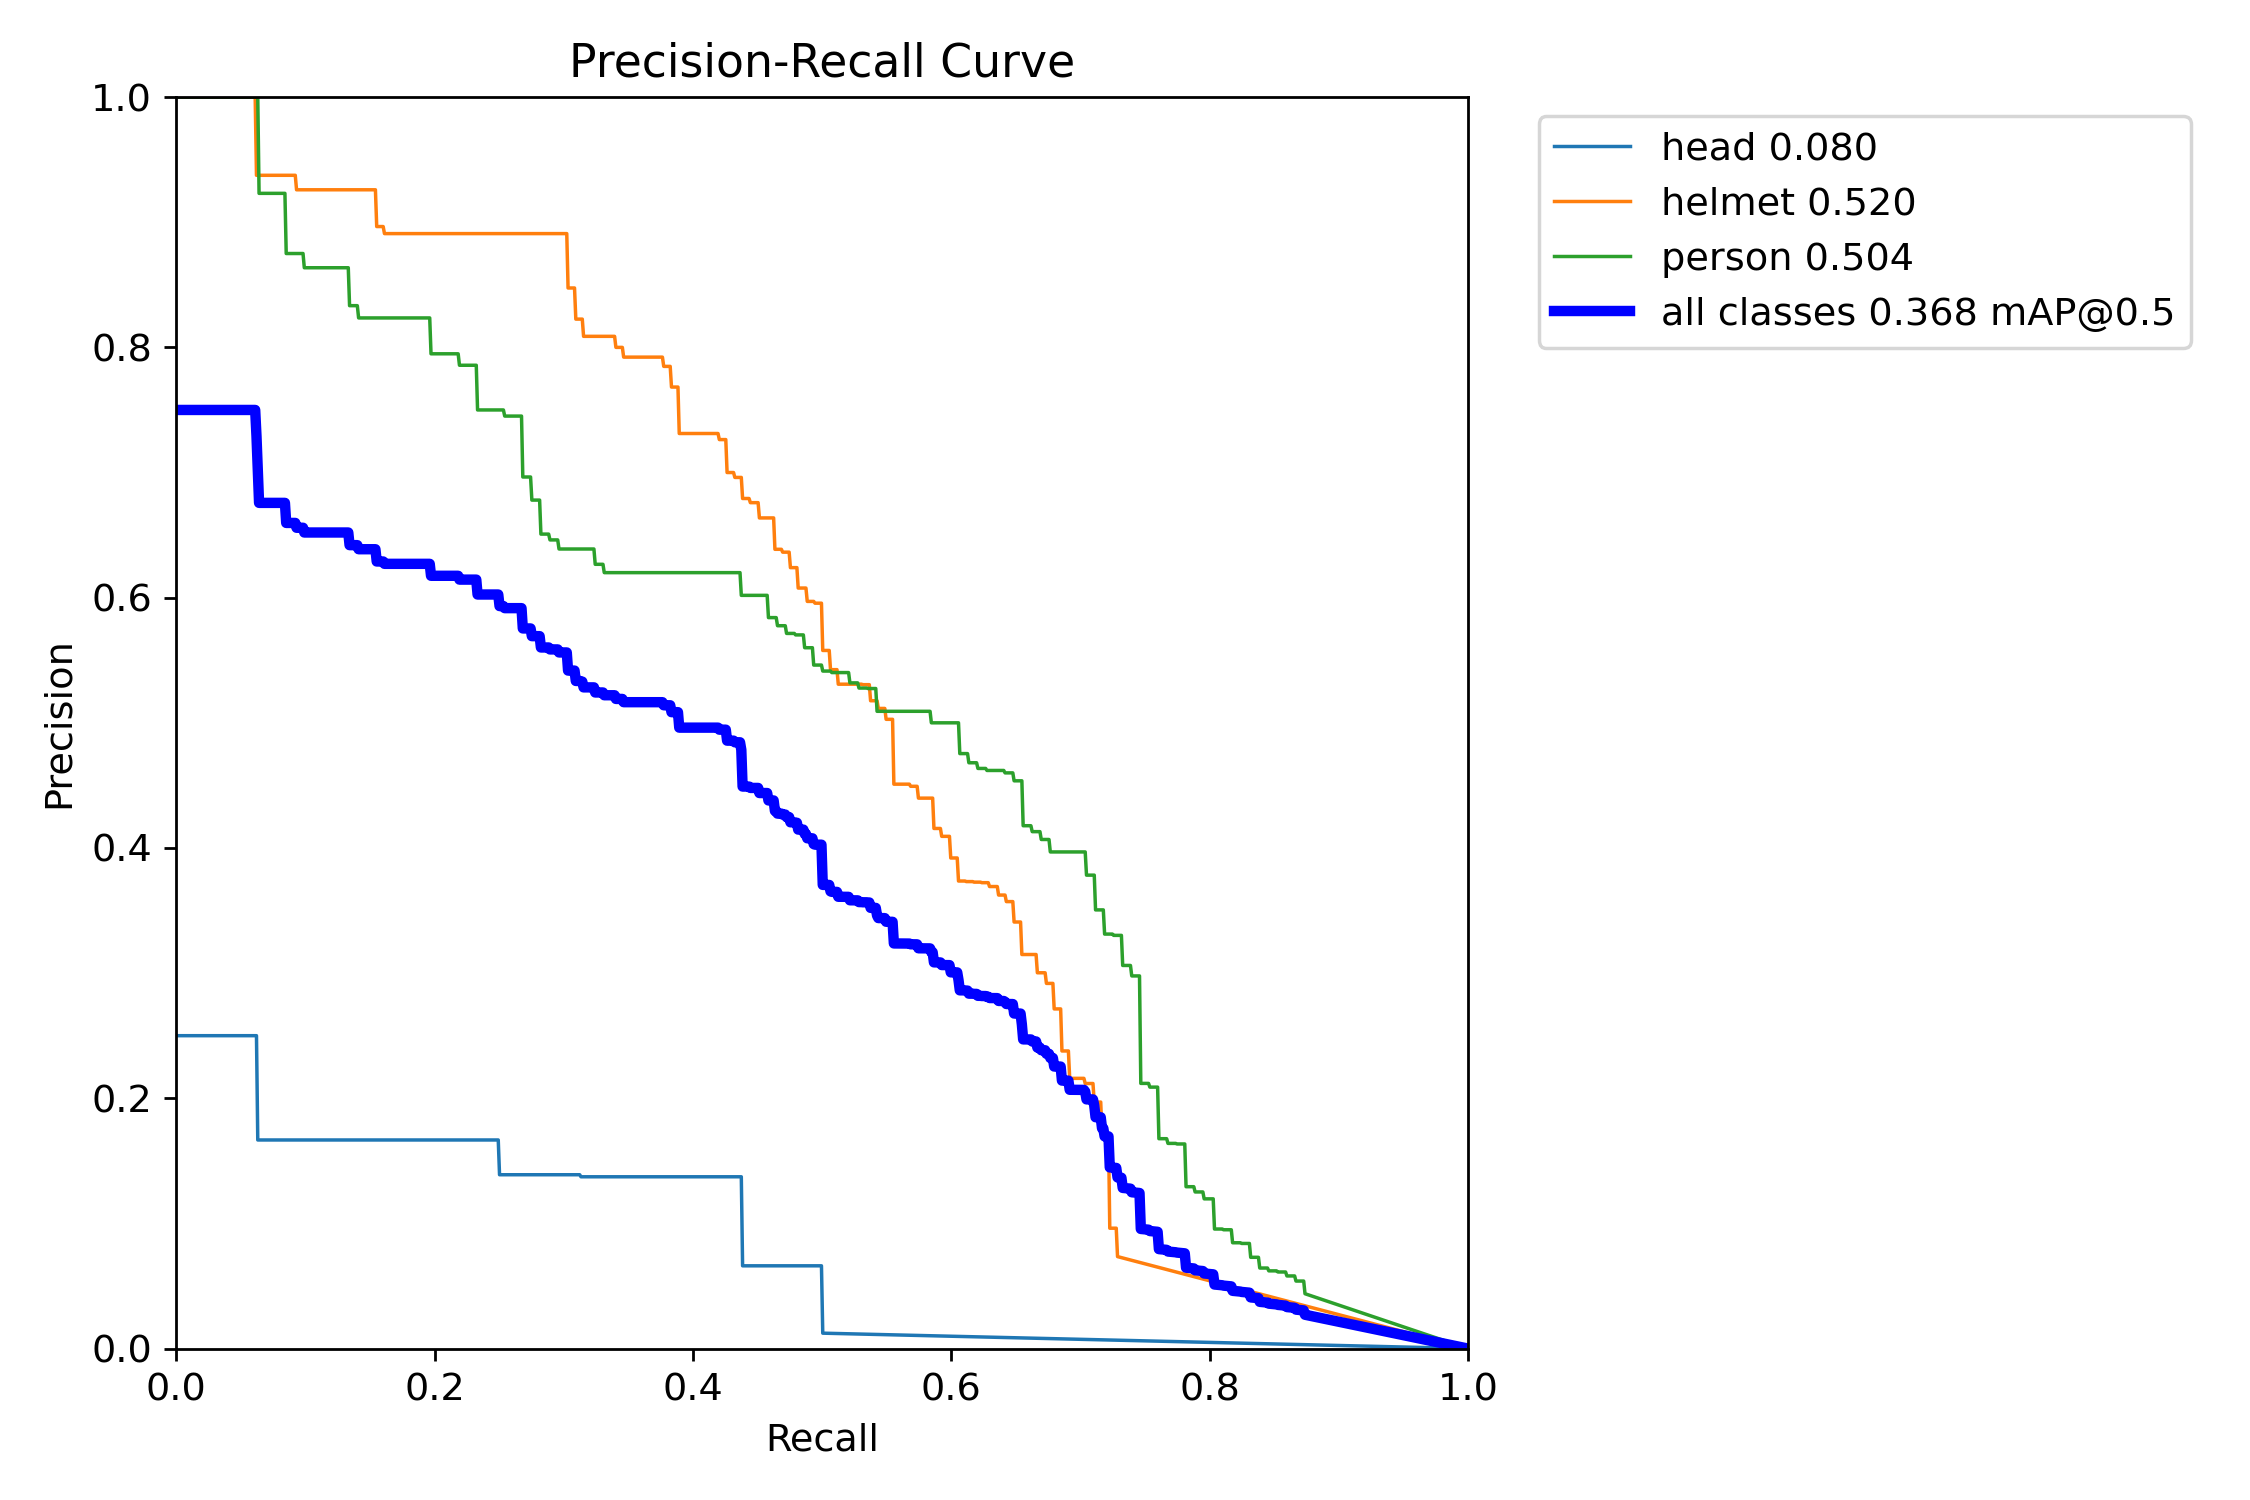 Precision-Recall Curve
1.0
0.8
0.6
0.4
0.2
0.0
Precision
0.0 0.2 0.4 0.6 0.8 1.0
Recall
head 0.080
helmet 0.520
person 0.504
all classes 0.368 mAP@0.5